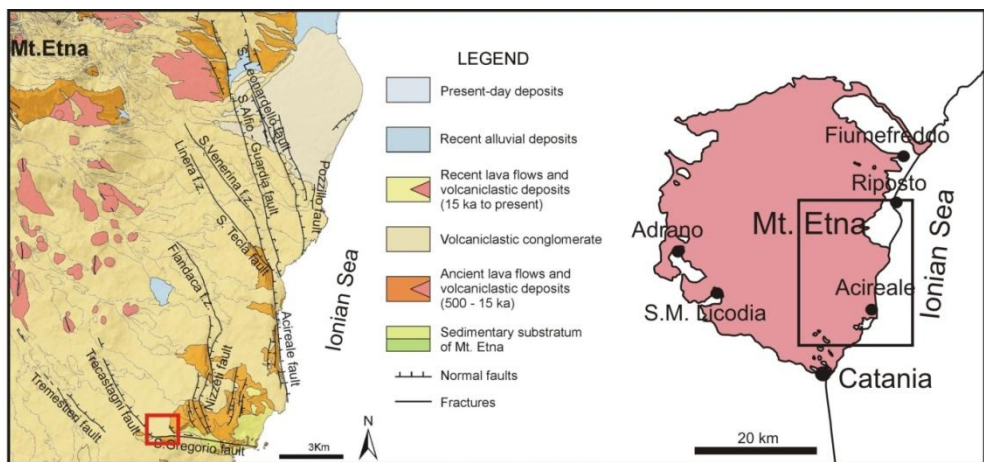 Mt.Etna
S. Leonardello fault
S. Alfio - Guardia fault
S. Venerina f.z.
Linera f.z.
Pozzillo fault
S. Tecla fault
Fiandaca f.z.
Ionian Sea
Acireale fault
Nizzeti fault
Trecastagni fault
Tremestieri fault
S.Gregorio fault
3Km
N
LEGEND
Present-day deposits
Recent alluvial deposits
Recent lava flows and
volcaniclastic deposits
(15 ka to present)
Volcaniclastic conglomerate
Ancient lava flows and
volcaniclastic deposits
(500 - 15 ka)
Sedimentary substratum
of Mt. Etna
Normal faults
Fractures
Fiumefreddo
Riposto
Mt. Etna
Adrano
Ionian Sea
Acireale
S.M. Licodia
Catania
20 km